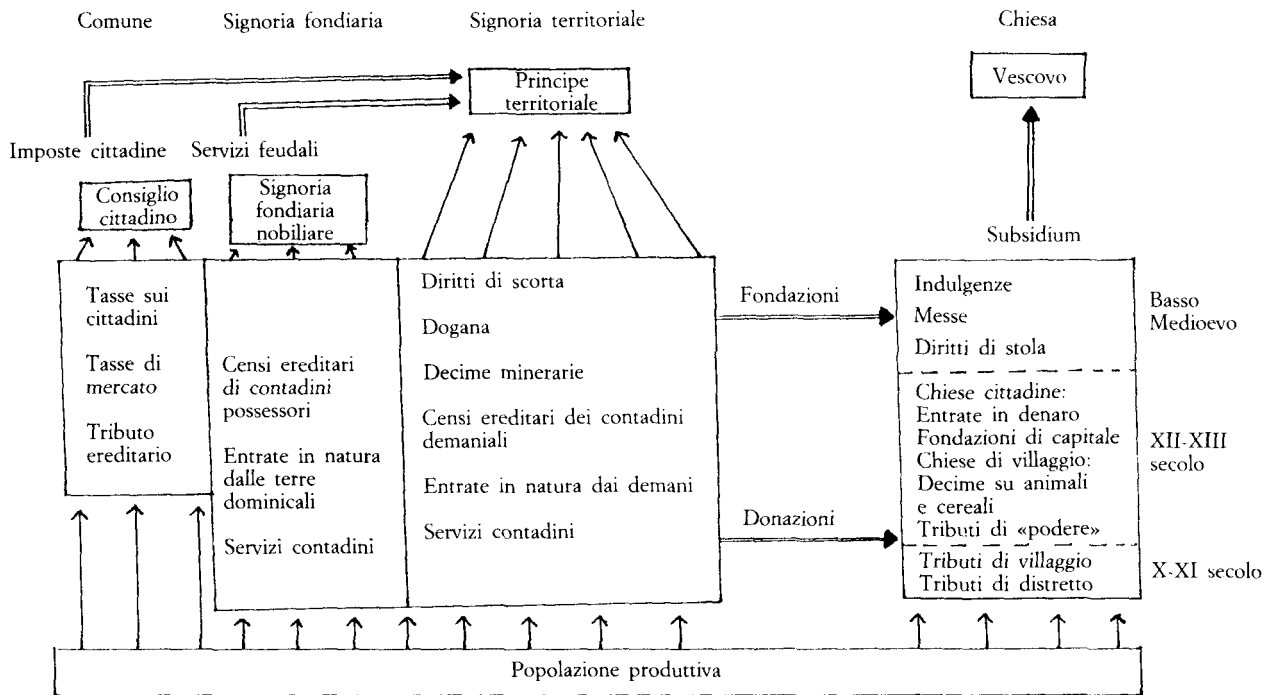 Comune
Signoria fondiaria
Signoria territoriale
Chiesa
Principe
territoriale
Vescovo
Imposte cittadine
Servizi feudali
Consiglio
cittadino
Signoria
fondiaria
nobiliare
Subsidium
Tasse sui
cittadini
Tasse di
mercato
Tributo
ereditario
Censi ereditari
di contadini
possessori
Entrate in natura
dalle terre
dominicali
Servizi contadini
Diritti di scorta
Dogana
Decime minerarie
Censi ereditari dei contadini
demaniali
Entrate in natura dai demani
Servizi contadini
Fondazioni
Donazioni
Indulgenze
Messe
Diritti di stola
Chiese cittadine:
Entrate in denaro
Fondazioni di capitale
Chiese di villaggio:
Decime su animali
e cereali
Tributi di «podere»
Tributi di villaggio
Tributi di distretto
Basso
Medioevo
XII-XIII
secolo
X-XI secolo
Popolazione produttiva